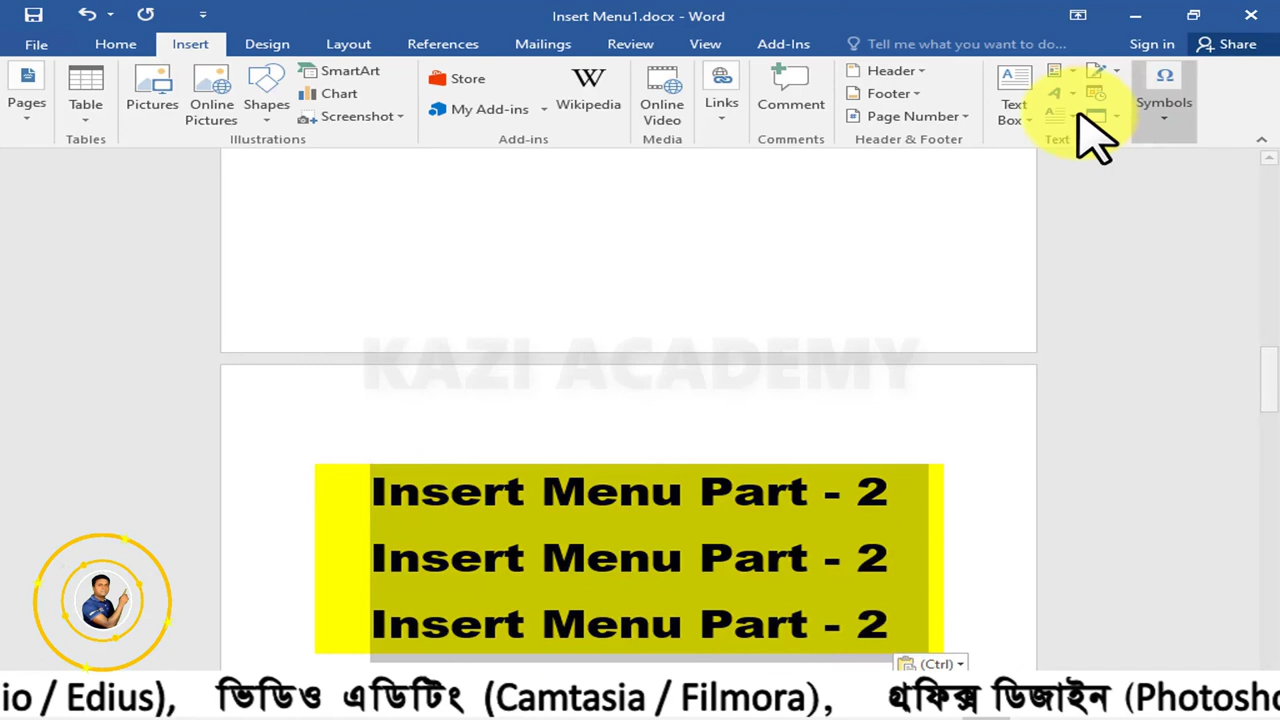 Insert Menu1.docx - Word
File Home Insert Design Layout References Mailings Review View Add-Ins Tell me what you want to do... Sign in Share
Pages
Table
Pictures
Online Pictures
Shapes
SmartArt
Chart
Screenshot
Store
My Add-ins
Wikipedia
Online Video
Links
Comment
Header
Footer
Page Number
Text Box
Symbols
Tables Illustrations Add-ins Media Comments Header & Footer Text
KAZI ACADEMY
Insert Menu Part - 2
Insert Menu Part - 2
Insert Menu Part - 2
(Ctrl)
io / Edius), ভিডিও এডিটিং (Camtasia / Filmora), গ্রফিক্স ডিজাইন (Photosho